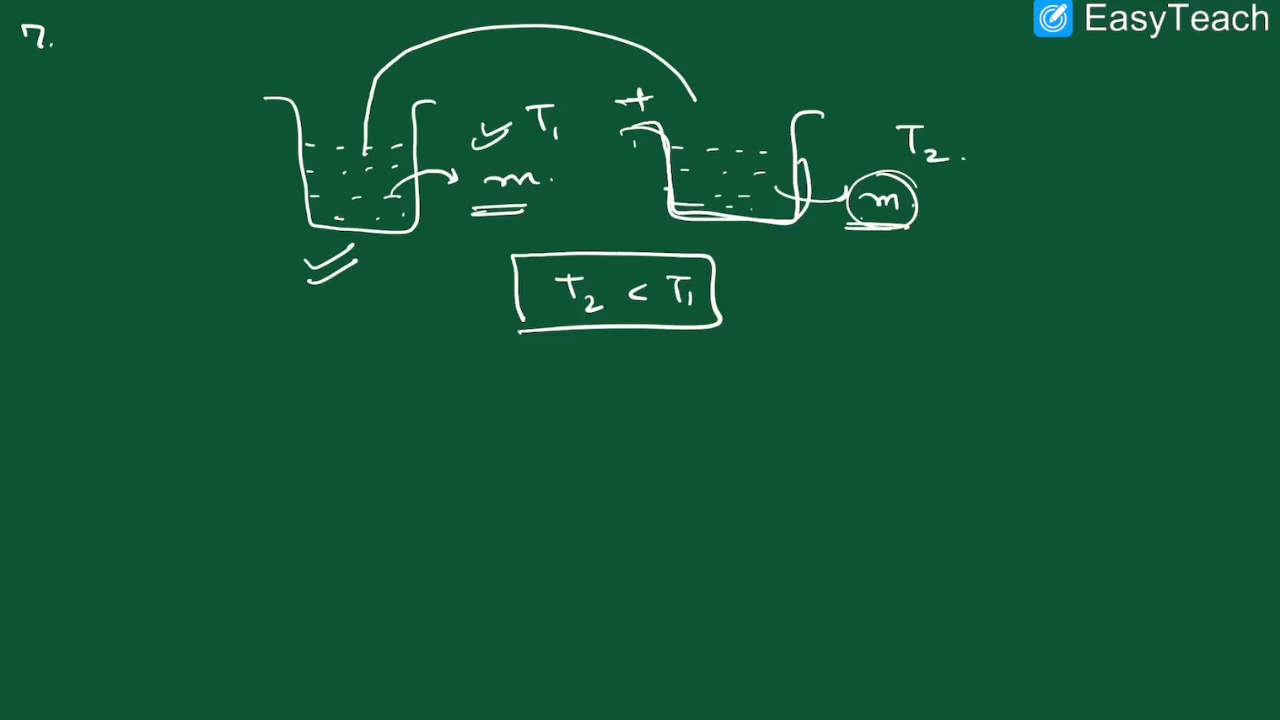 EasyTeach
7.
T₁
m.
T₂.
m
T₂ < T₁